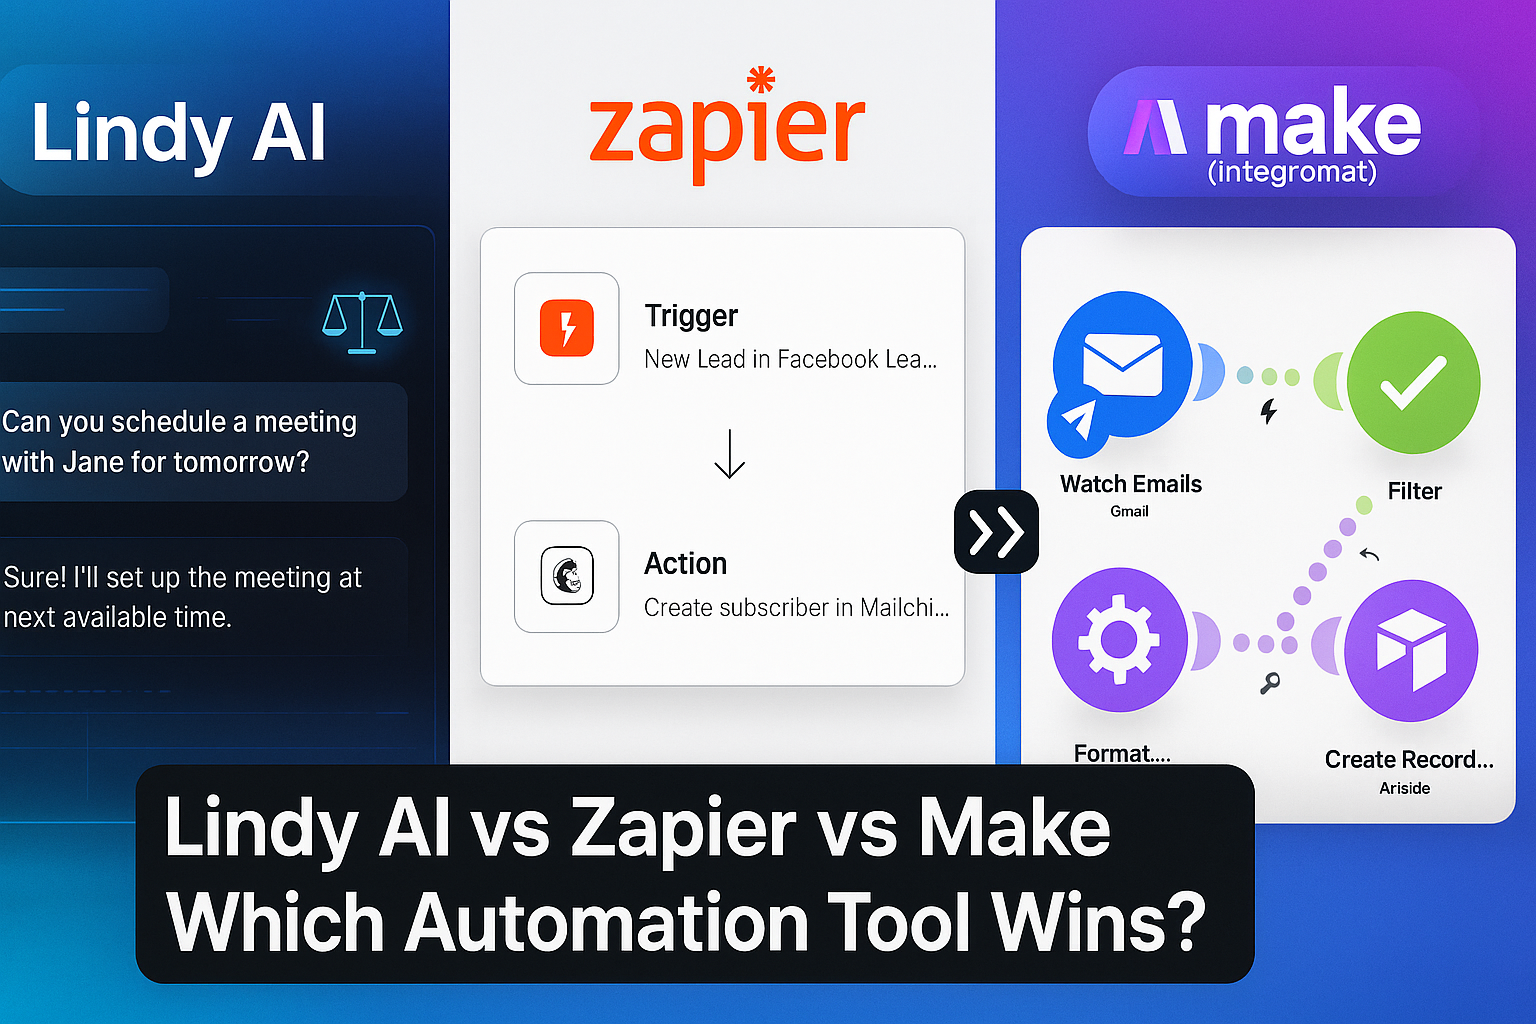 Lindy AI
Can you schedule a meeting
with Jane for tomorrow?
Sure! I'll set up the meeting at
next available time.
zapier
Trigger
New Lead in Facebook Lea...
Action
Create subscriber in Mailchi...
make
(integromat)
Watch Emails
Gmail
Filter
Format....
Create Record...
Ariside
Lindy AI vs Zapier vs Make
Which Automation Tool Wins?